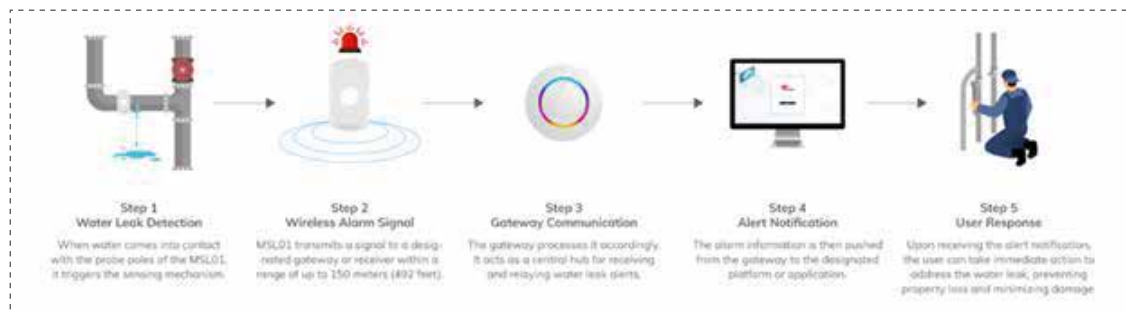 Step 1
Water Leak Detection
When water comes into contact
with the probe poles of the MSL01,
it triggers the sensing mechanism.
Step 2
Wireless Alarm Signal
MSL01 transmits a signal to a desig-
nated gateway or receiver within a
range of up to 150 meters (492 feet).
Step 3
Gateway Communication
The gateway processes it accordingly.
It acts as a central hub for receiving
and relaying water leak alerts.
Step 4
Alert Notification
The alarm information is then pushed
from the gateway to the designated
platform or application.
Step 5
User Response
Upon receiving the alert notification,
the user can take immediate action to
address the water leak, preventing
property loss and minimizing damage